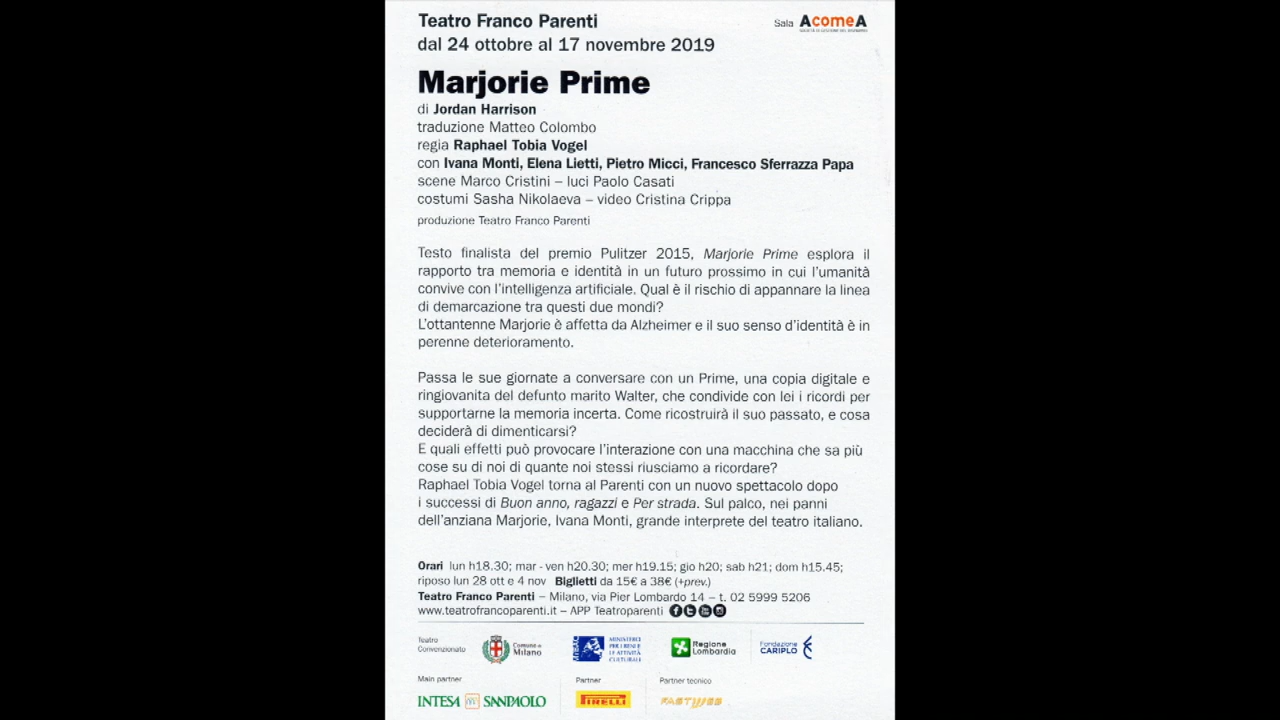 Teatro Franco Parenti
Sala AcomeA
dal 24 ottobre al 17 novembre 2019
Marjorie Prime
di Jordan Harrison
traduzione Matteo Colombo
regia Raphael Tobia Vogel
con Ivana Monti, Elena Lietti, Pietro Micci, Francesco Sferrazza Papa
scene Marco Cristini – luci Paolo Casati
costumi Sasha Nikolaeva – video Cristina Crippa
produzione Teatro Franco Parenti
Testo finalista del premio Pulitzer 2015, Marjorie Prime esplora il
rapporto tra memoria e identità in un futuro prossimo in cui l'umanità
convive con l'intelligenza artificiale. Qual è il rischio di appannare la linea
di demarcazione tra questi due mondi?
L'ottantenne Marjorie è affetta da Alzheimer e il suo senso d'identità è in
perenne deterioramento.
Passa le sue giornate a conversare con un Prime, una copia digitale e
ringiovanita del defunto marito Walter, che condivide con lei i ricordi per
supportarne la memoria incerta. Come ricostruirà il suo passato, e cosa
deciderà di dimenticarsi?
E quali effetti può provocare l'interazione con una macchina che sa più
cose su di noi di quante noi stessi riusciamo a ricordare?
Raphael Tobia Vogel torna al Parenti con un nuovo spettacolo dopo
i successi di Buon anno, ragazzi e Per strada. Sul palco, nei panni
dell'anziana Marjorie, Ivana Monti, grande interprete del teatro italiano.
Orari lun h18.30; mar - ven h20.30; mer h19.15; gio h20; sab h21; dom h15.45;
riposo lun 28 ott e 4 nov Biglietti da 15€ a 38€ (+prev.)
Teatro Franco Parenti – Milano, via Pier Lombardo 14 – t. 02 5999 5206
www.teatrofrancoparenti.it – APP Teatroparenti
Teatro
Convenzionato
Comune di
Milano
MiBAC
MINISTERO
PER I BENI E
LE ATTIVITÀ
CULTURALI
Regione
Lombardia
Fondazione
CARIPLO
Main partner
Partner
Partner tecnico
INTESA SANPAOLO
PIRELLI
FASTWEB